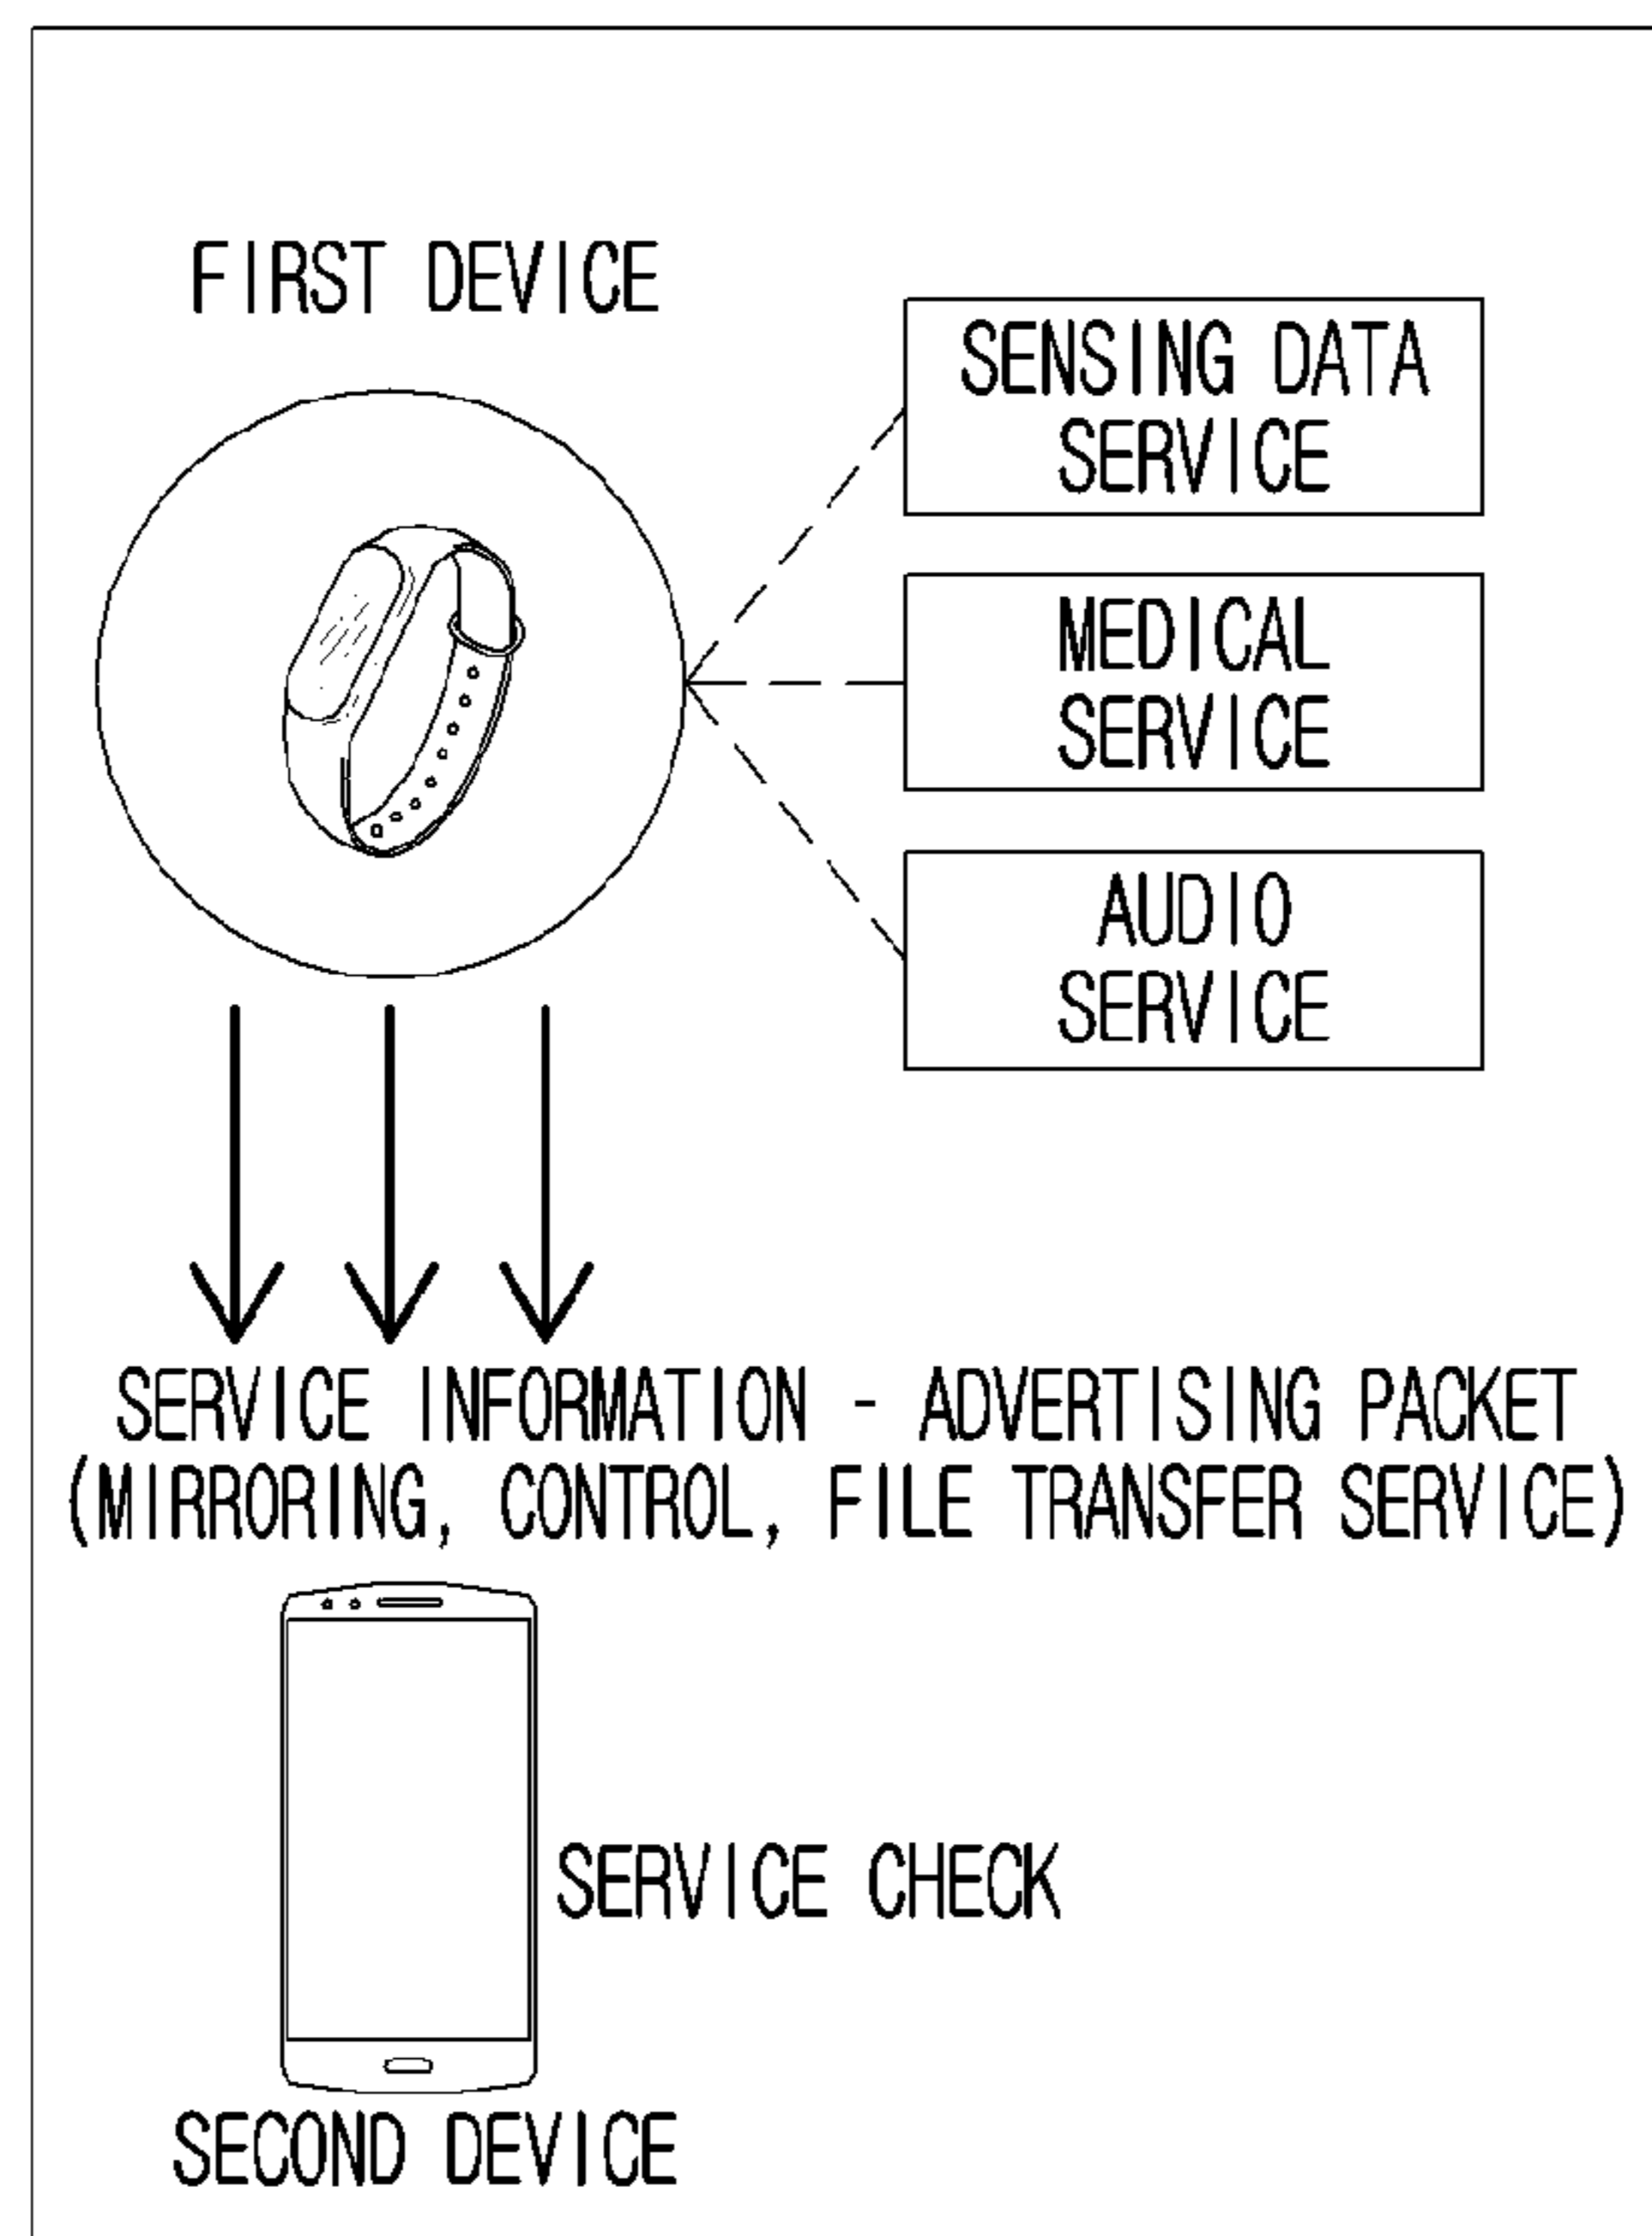 FIRST DEVICE
SENSING DATA
SERVICE
MEDICAL
SERVICE
AUDIO
SERVICE
SERVICE INFORMATION - ADVERTISING PACKET
(MIRRORING, CONTROL, FILE TRANSFER SERVICE)
SERVICE CHECK
SECOND DEVICE